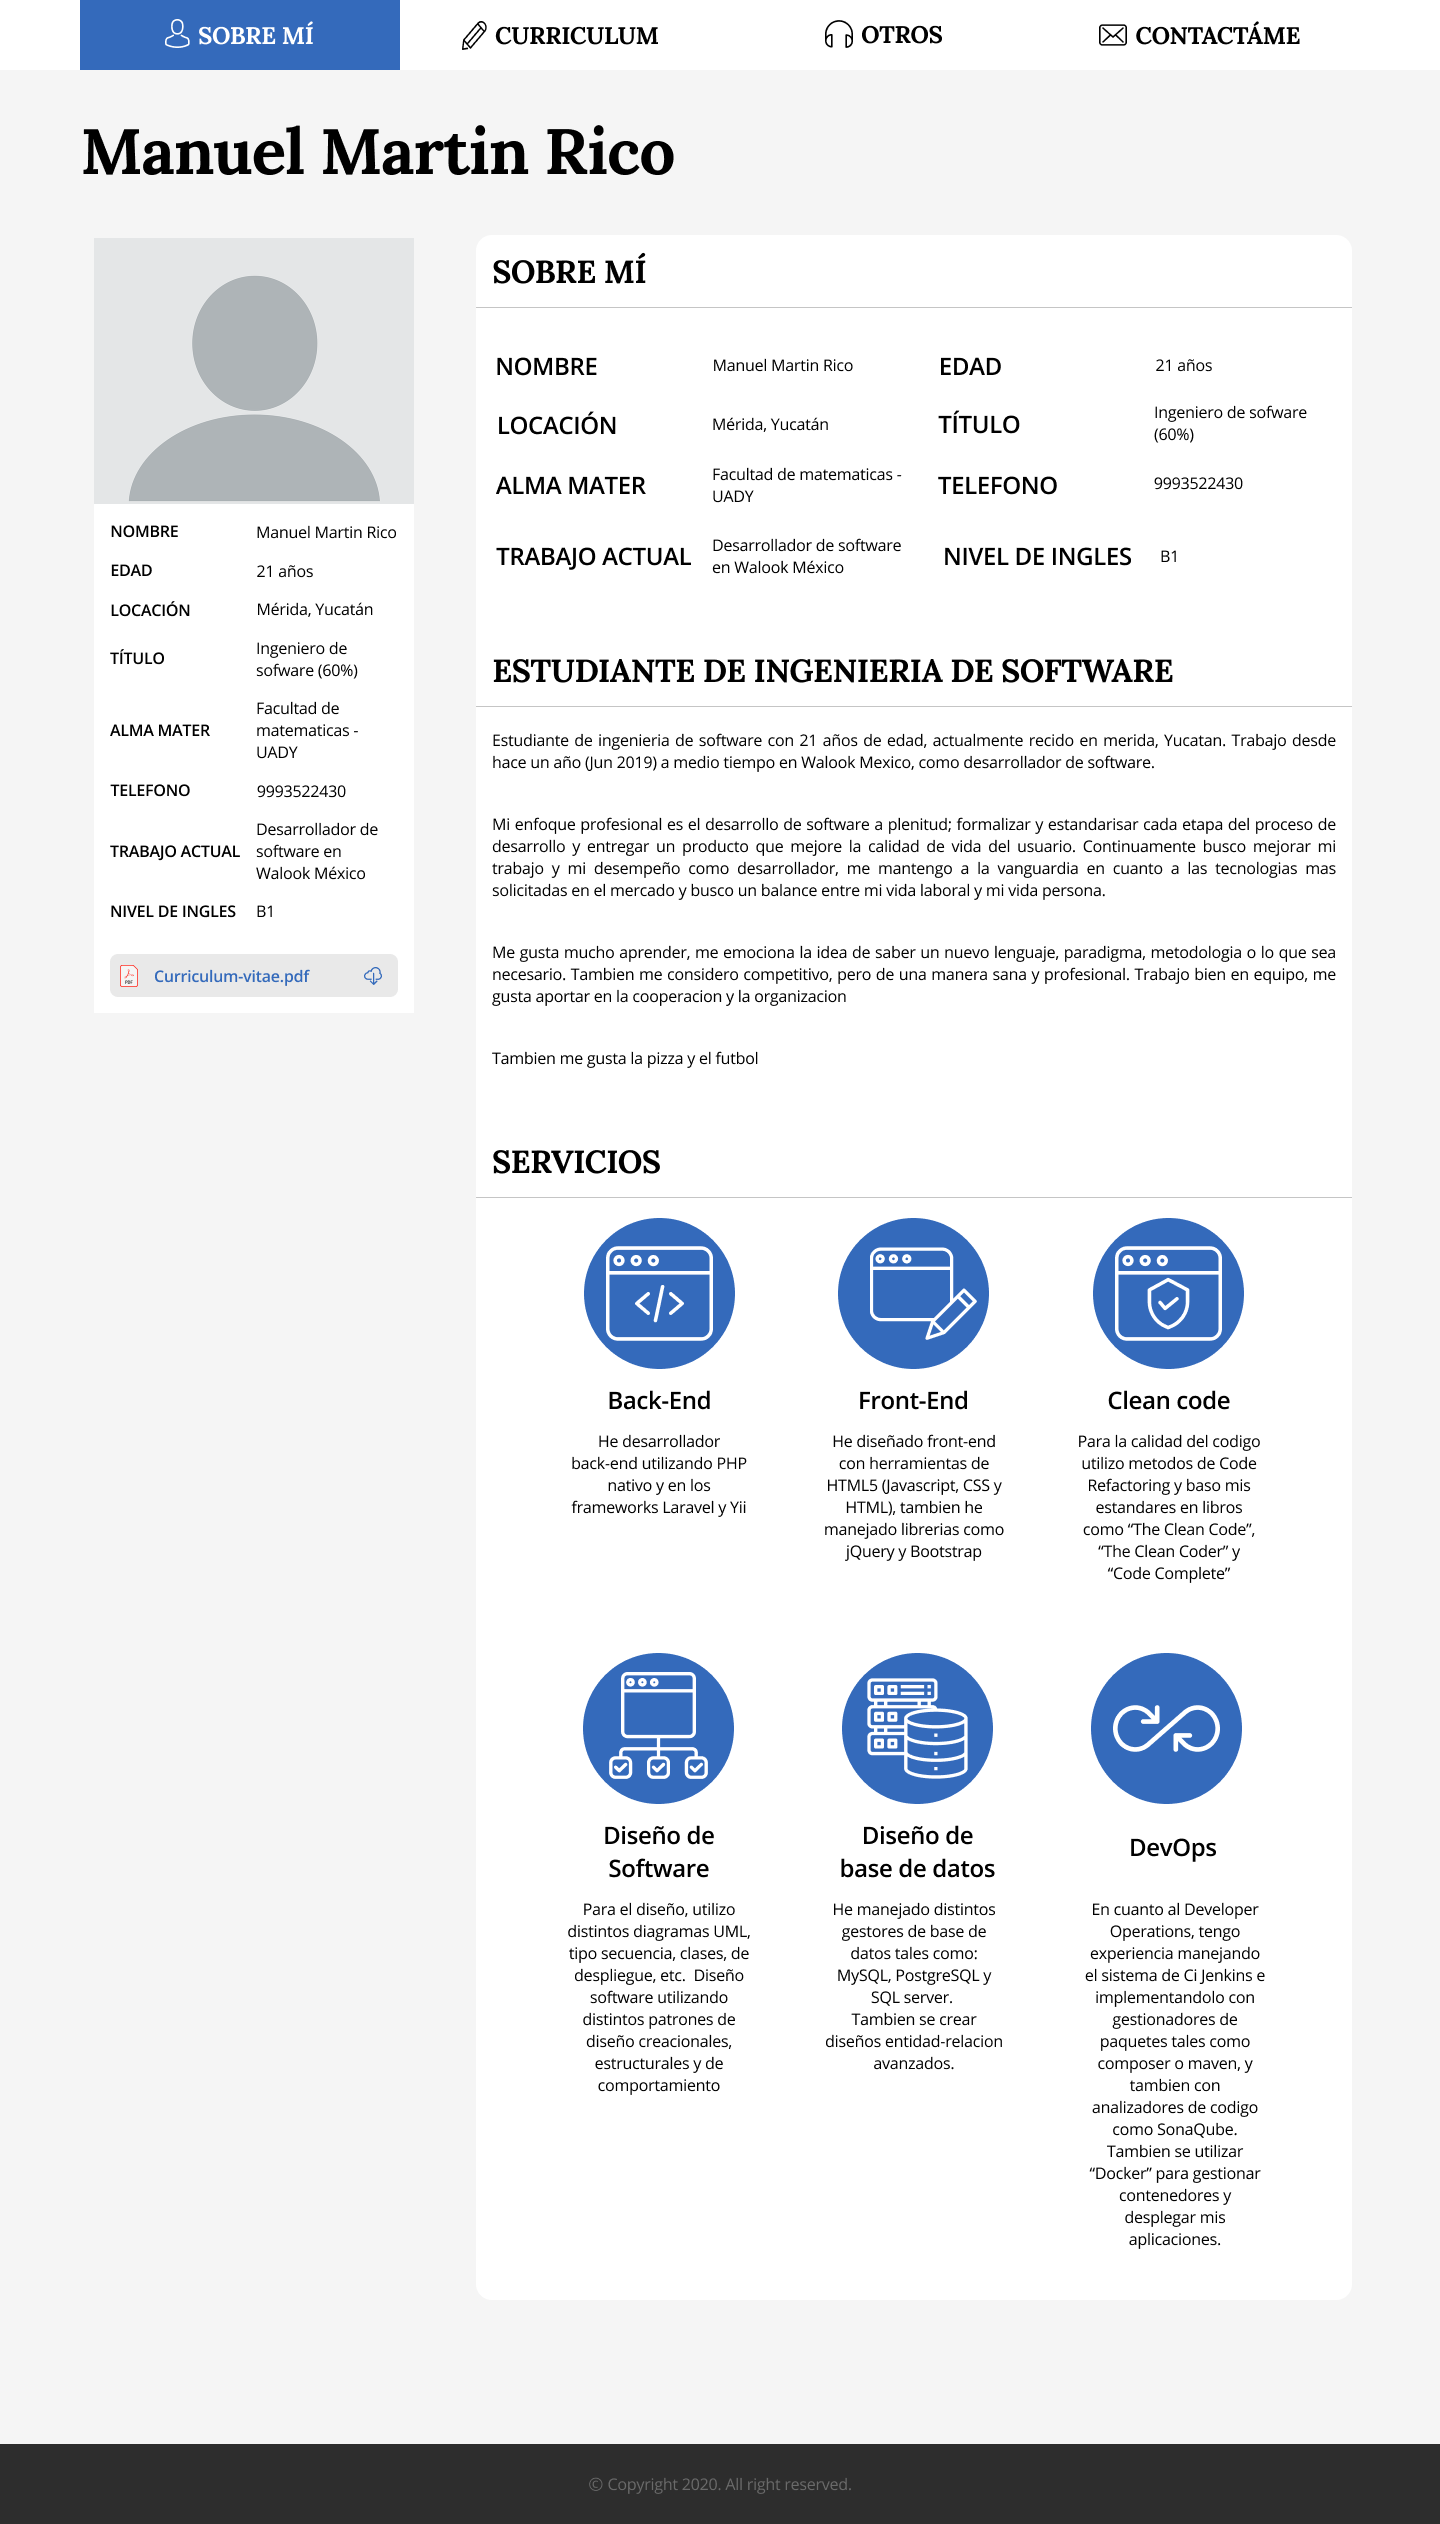 SOBRE MÍ
CURRICULUM
OTROS
CONTACTÁME
Manuel Martin Rico
NOMBRE
Manuel Martin Rico
EDAD
21 años
LOCACIÓN
Mérida, Yucatán
TÍTULO
Ingeniero de
sofware (60%)
ALMA MATER
Facultad de
matematicas -
UADY
TELEFONO
9993522430
TRABAJO ACTUAL
Desarrollador de
software en
Walook México
NIVEL DE INGLES
B1
PDF
Curriculum-vitae.pdf
SOBRE MÍ
NOMBRE
Manuel Martin Rico
EDAD
21 años
LOCACIÓN
Mérida, Yucatán
TÍTULO
Ingeniero de sofware
(60%)
ALMA MATER
Facultad de matematicas -
UADY
TELEFONO
9993522430
TRABAJO ACTUAL
Desarrollador de software
en Walook México
NIVEL DE INGLES
B1
ESTUDIANTE DE INGENIERIA DE SOFTWARE
Estudiante de ingenieria de software con 21 años de edad, actualmente recido en merida, Yucatan. Trabajo desde
hace un año (Jun 2019) a medio tiempo en Walook Mexico, como desarrollador de software.
Mi enfoque profesional es el desarrollo de software a plenitud; formalizar y estandarisar cada etapa del proceso de
desarrollo y entregar un producto que mejore la calidad de vida del usuario. Continuamente busco mejorar mi
trabajo y mi desempeño como desarrollador, me mantengo a la vanguardia en cuanto a las tecnologias mas
solicitadas en el mercado y busco un balance entre mi vida laboral y mi vida persona.
Me gusta mucho aprender, me emociona la idea de saber un nuevo lenguaje, paradigma, metodologia o lo que sea
necesario. Tambien me considero competitivo, pero de una manera sana y profesional. Trabajo bien en equipo, me
gusta aportar en la cooperacion y la organizacion
Tambien me gusta la pizza y el futbol
SERVICIOS
Back-End
He desarrollador
back-end utilizando PHP
nativo y en los
frameworks Laravel y Yii
Front-End
He diseñado front-end
con herramientas de
HTML5 (Javascript, CSS y
HTML), tambien he
manejado librerias como
jQuery y Bootstrap
Clean code
Para la calidad del codigo
utilizo metodos de Code
Refactoring y baso mis
estandares en libros
como “The Clean Code”,
“The Clean Coder” y
“Code Complete”
Diseño de
Software
Para el diseño, utilizo
distintos diagramas UML,
tipo secuencia, clases, de
despliegue, etc.  Diseño
software utilizando
distintos patrones de
diseño creacionales,
estructurales y de
comportamiento
Diseño de
base de datos
He manejado distintos
gestores de base de
datos tales como:
MySQL, PostgreSQL y
SQL server.
Tambien se crear
diseños entidad-relacion
avanzados.
DevOps
En cuanto al Developer
Operations, tengo
experiencia manejando
el sistema de Ci Jenkins e
implementandolo con
gestionadores de
paquetes tales como
composer o maven, y
tambien con
analizadores de codigo
como SonaQube.
Tambien se utilizar
“Docker” para gestionar
contenedores y
desplegar mis
aplicaciones.
© Copyright 2020. All right reserved.